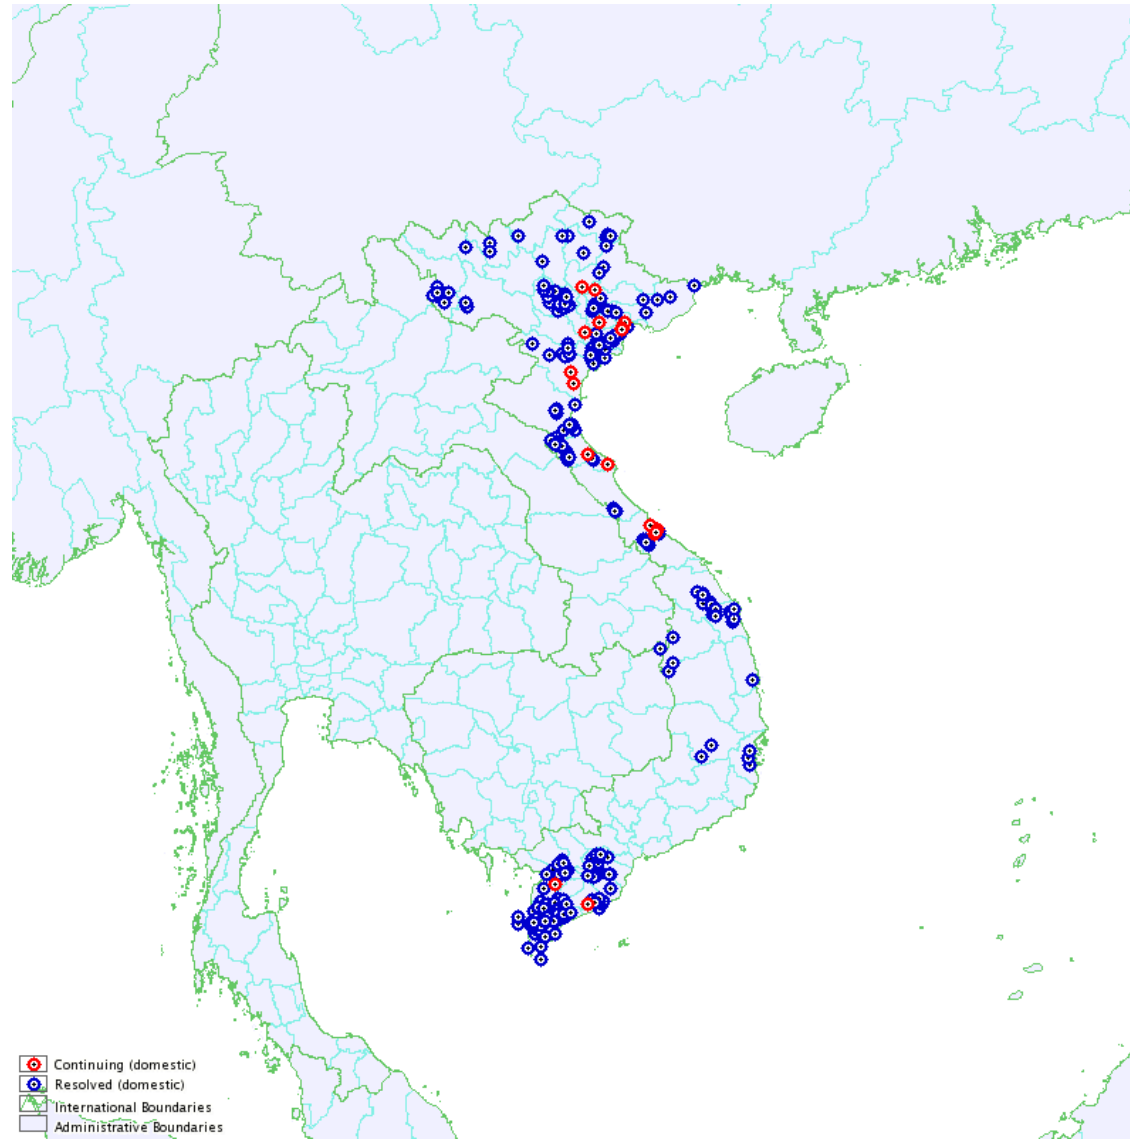 Continuing (domestic)
Resolved (domestic)
International Boundaries
Administrative Boundaries